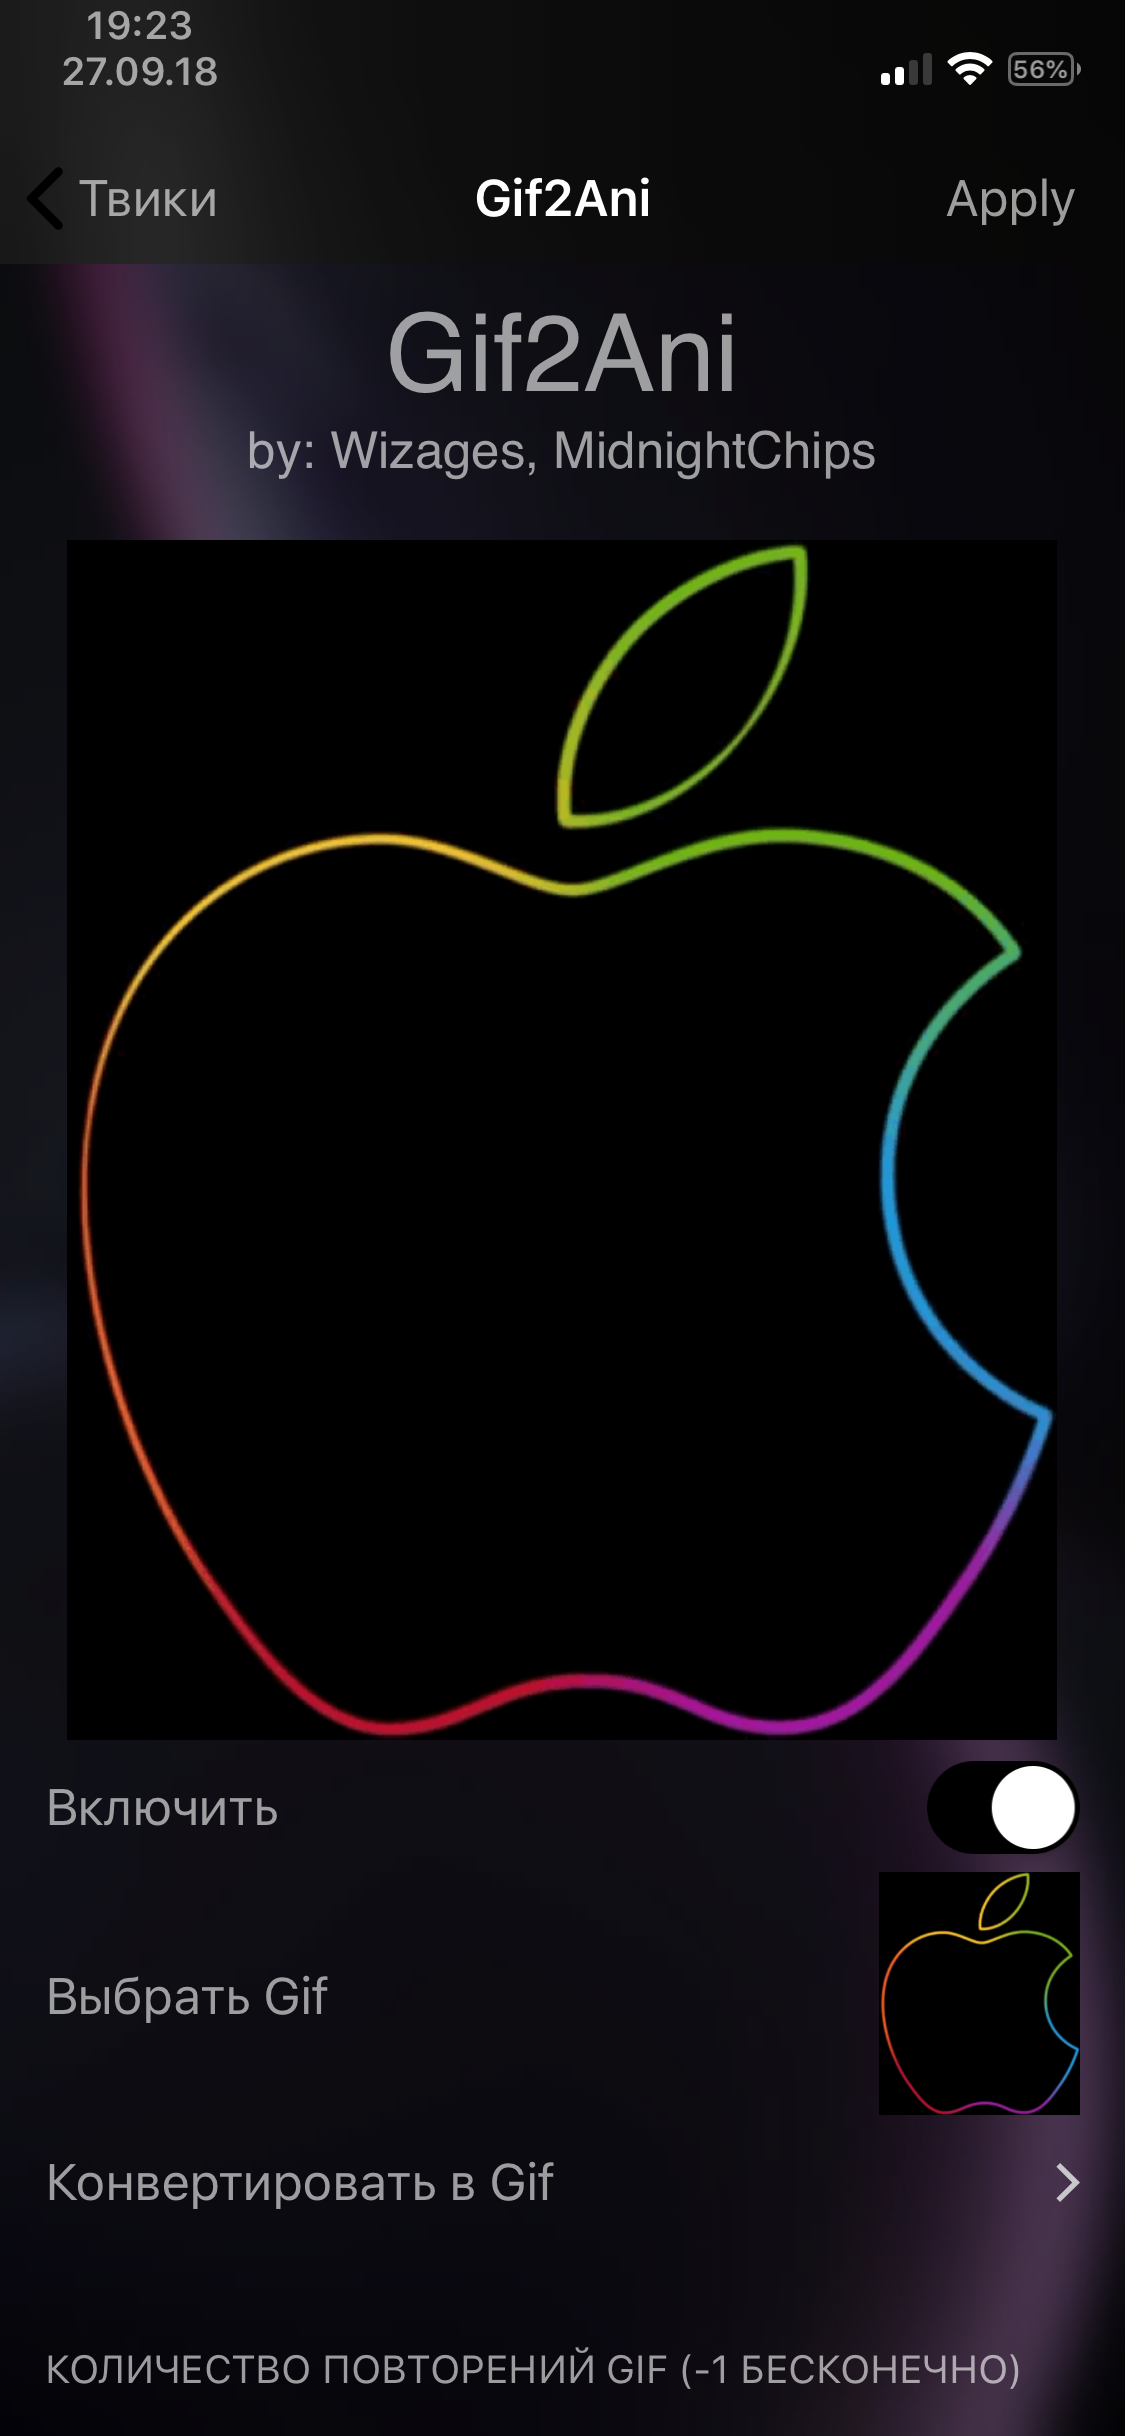 19:23
27.09.18
56%
Твики
Gif2Ani
Apply
Gif2Ani
by: Wizages, MidnightChips
Включить
Выбрать Gif
Конвертировать в Gif
КОЛИЧЕСТВО ПОВТОРЕНИЙ GIF (-1 БЕСКОНЕЧНО)